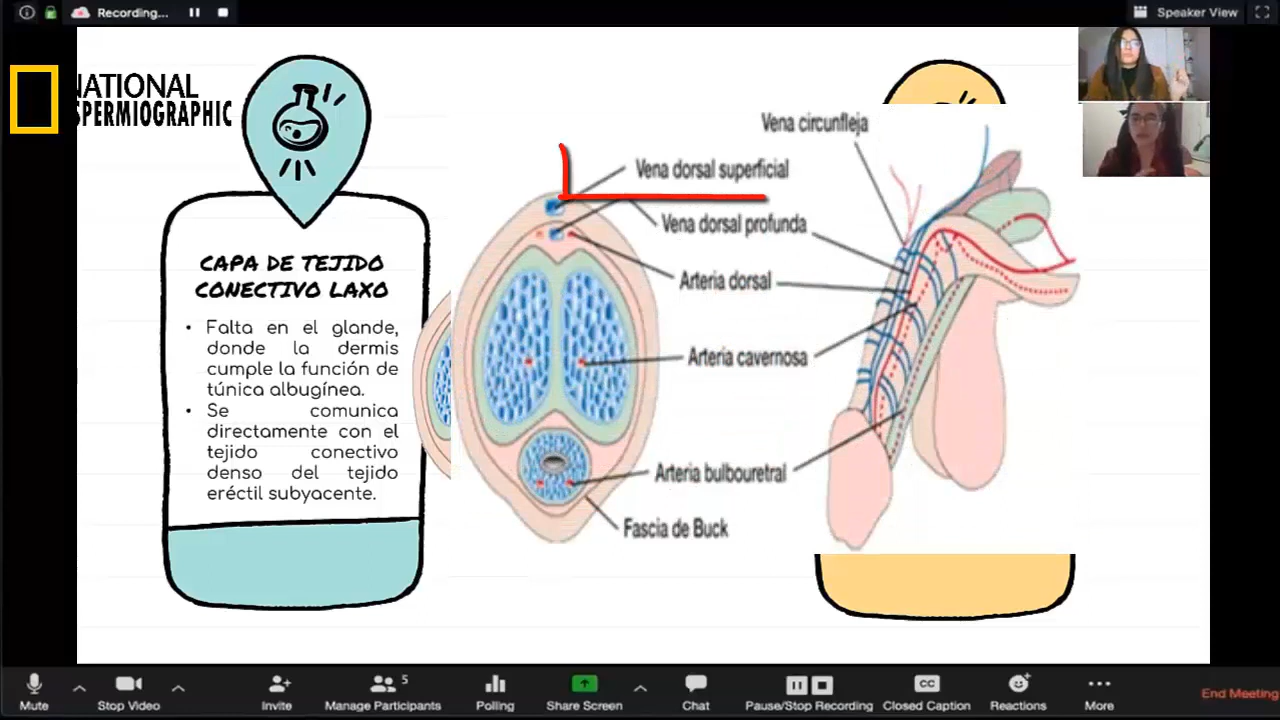 Recording...
Speaker View
NATIONAL
SPERMIOGRAPHIC
CAPA DE TEJIDO
CONECTIVO LAXO
• Falta en el glande,
donde la dermis
cumple la función de
túnica albugínea.
• Se comunica
directamente con el
tejido conectivo
denso del tejido
eréctil subyacente.
Vena circunfleja
Vena dorsal superficial
Vena dorsal profunda
Arteria dorsal
Arteria cavernosa
Arteria bulbouretral
Fascia de Buck
Mute
Stop Video
Invite
5
Manage Participants
Polling
Share Screen
Chat
Pause/Stop Recording
CC
Closed Caption
Reactions
More
End Meeting